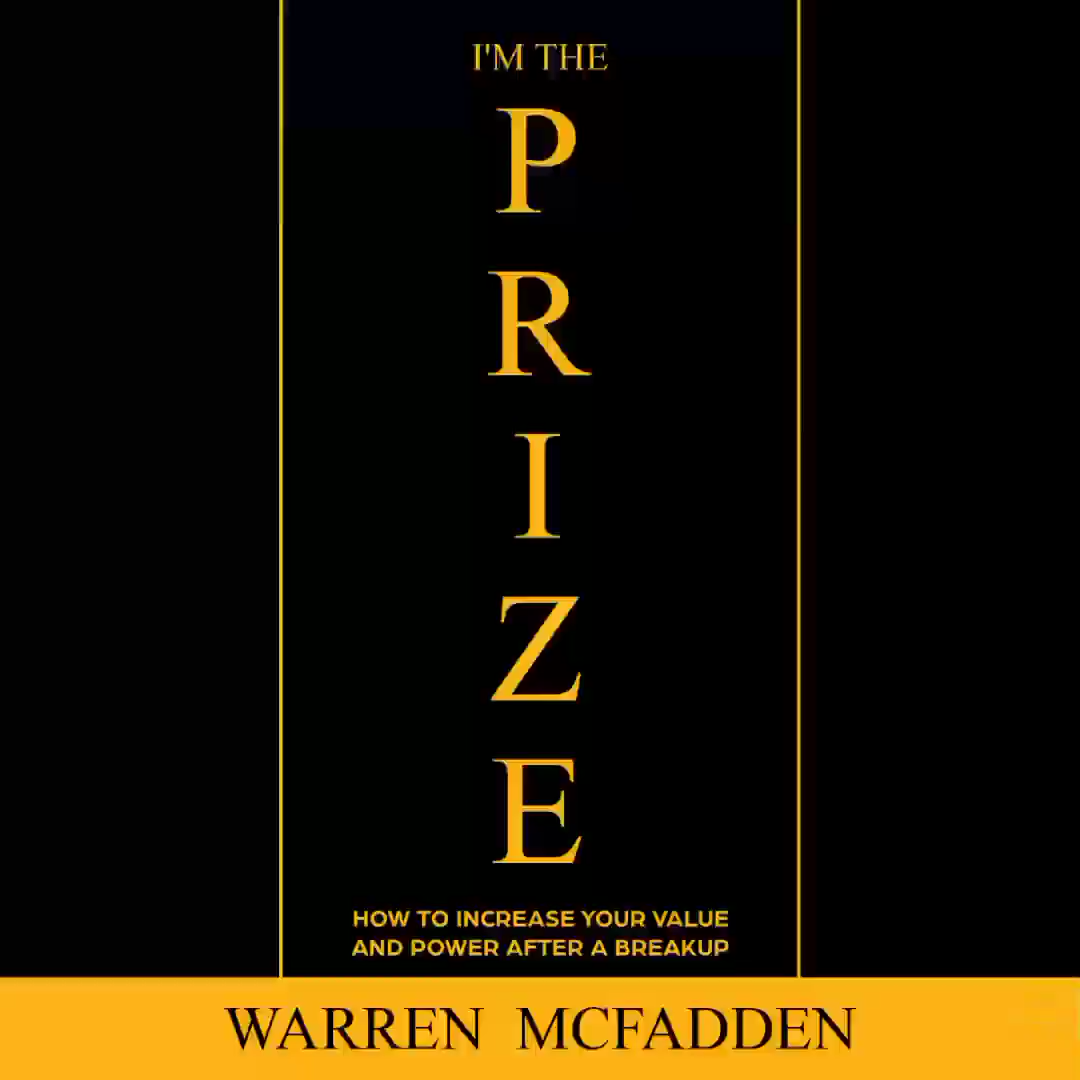 I'M THE
P
R
I
Z
E
HOW TO INCREASE YOUR VALUE
AND POWER AFTER A BREAKUP
WARREN MCFADDEN